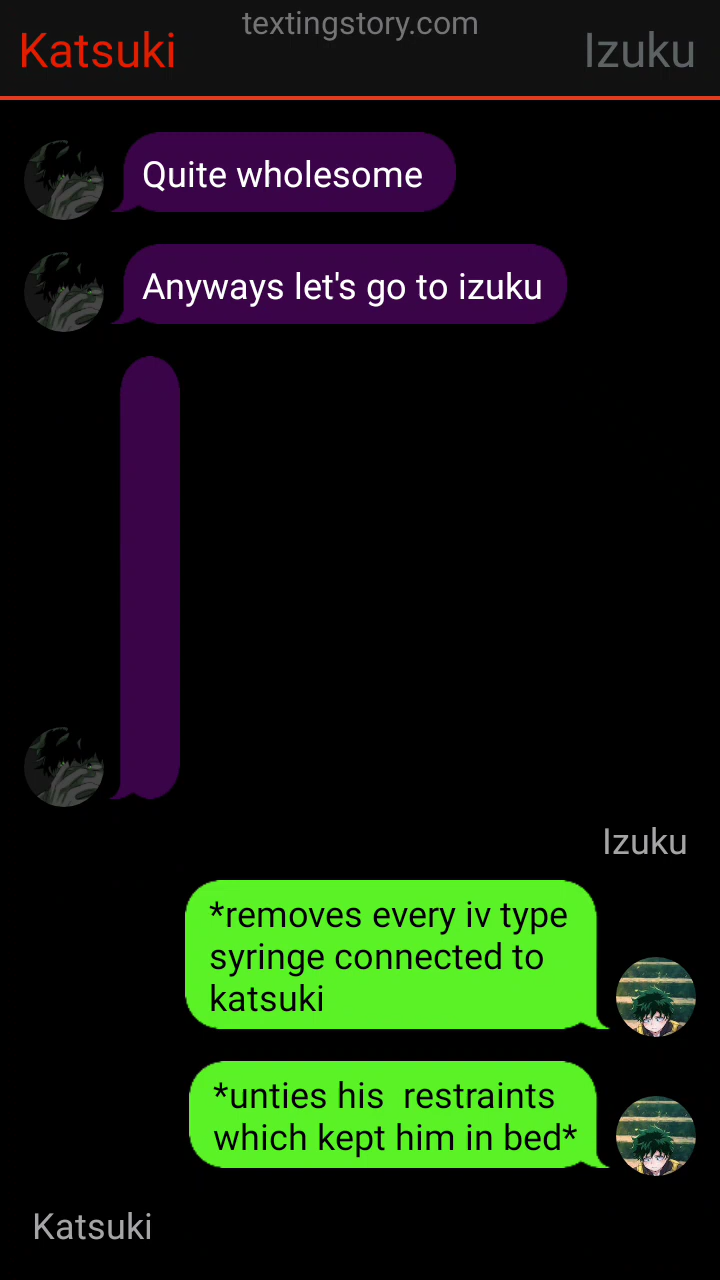 textingstory.com
Katsuki
Izuku
Quite wholesome
Anyways let's go to izuku
Izuku
*removes every iv type
syringe connected to
katsuki
*unties his  restraints
which kept him in bed*
Katsuki